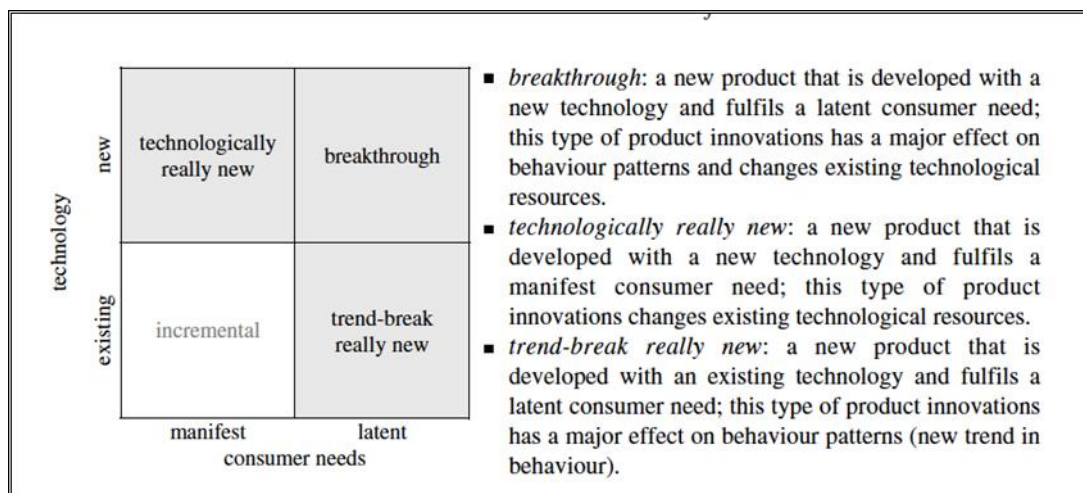 technology
new
existing
technologically
really new
breakthrough
incremental
trend-break
really new
manifest
latent
consumer needs
▪ breakthrough: a new product that is developed with a
new technology and fulfils a latent consumer need;
this type of product innovations has a major effect on
behaviour patterns and changes existing technological
resources.
▪ technologically really new: a new product that is
developed with a new technology and fulfils a
manifest consumer need; this type of product
innovations changes existing technological resources.
▪ trend-break really new: a new product that is
developed with an existing technology and fulfils a
latent consumer need; this type of product innovations
has a major effect on behaviour patterns (new trend in
behaviour).